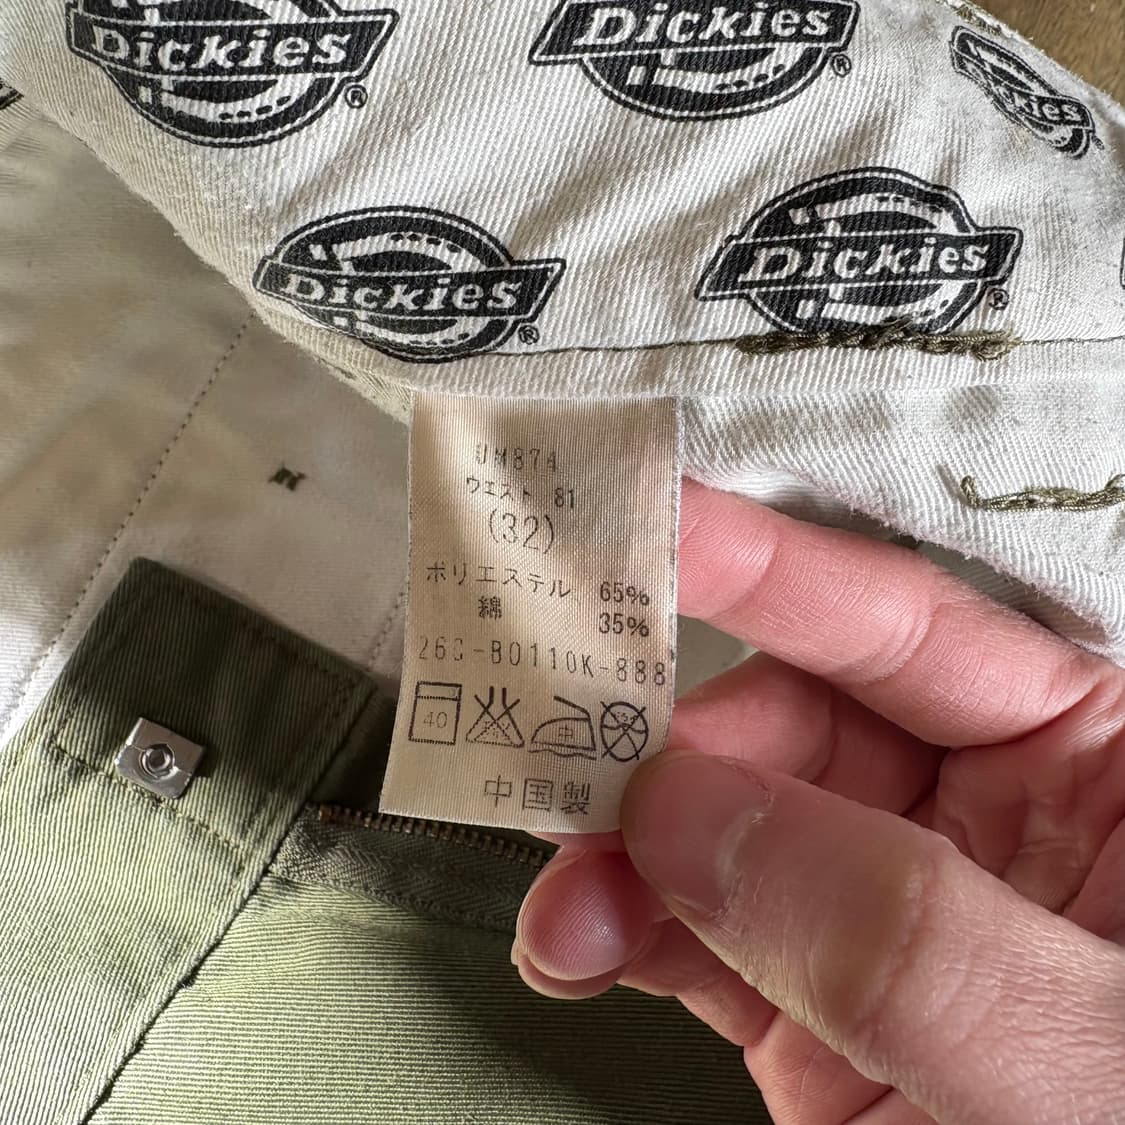 Dickies
®
Dickies
®
Dickies
Dickies
®
Dickies
®
UM874
ウエスト 81
(32)
ポリエステル 65%
綿 35%
26C-B0110K-888
40
中
中国製